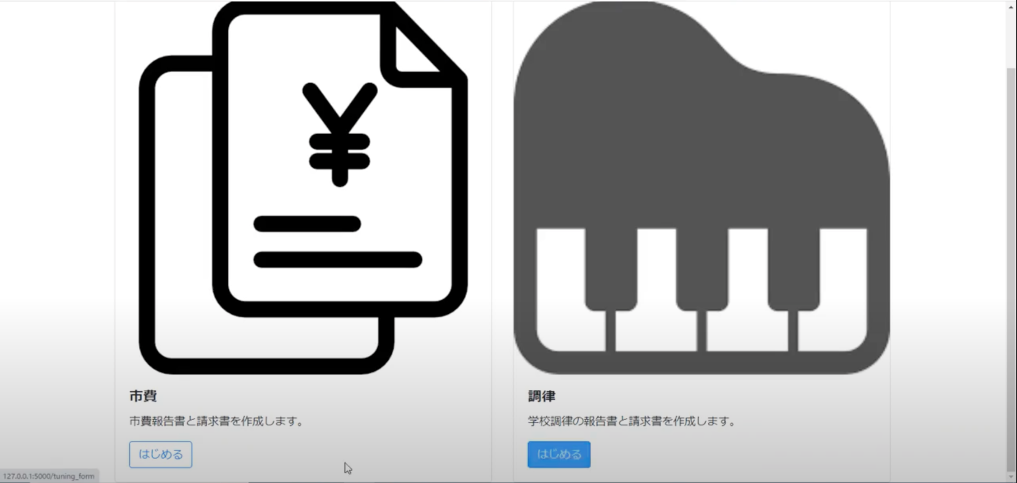 ¥
市費
市費報告書と請求書を作成します。
はじめる
調律
学校調律の報告書と請求書を作成します。
はじめる
127.0.0.1:5000/tuning_form